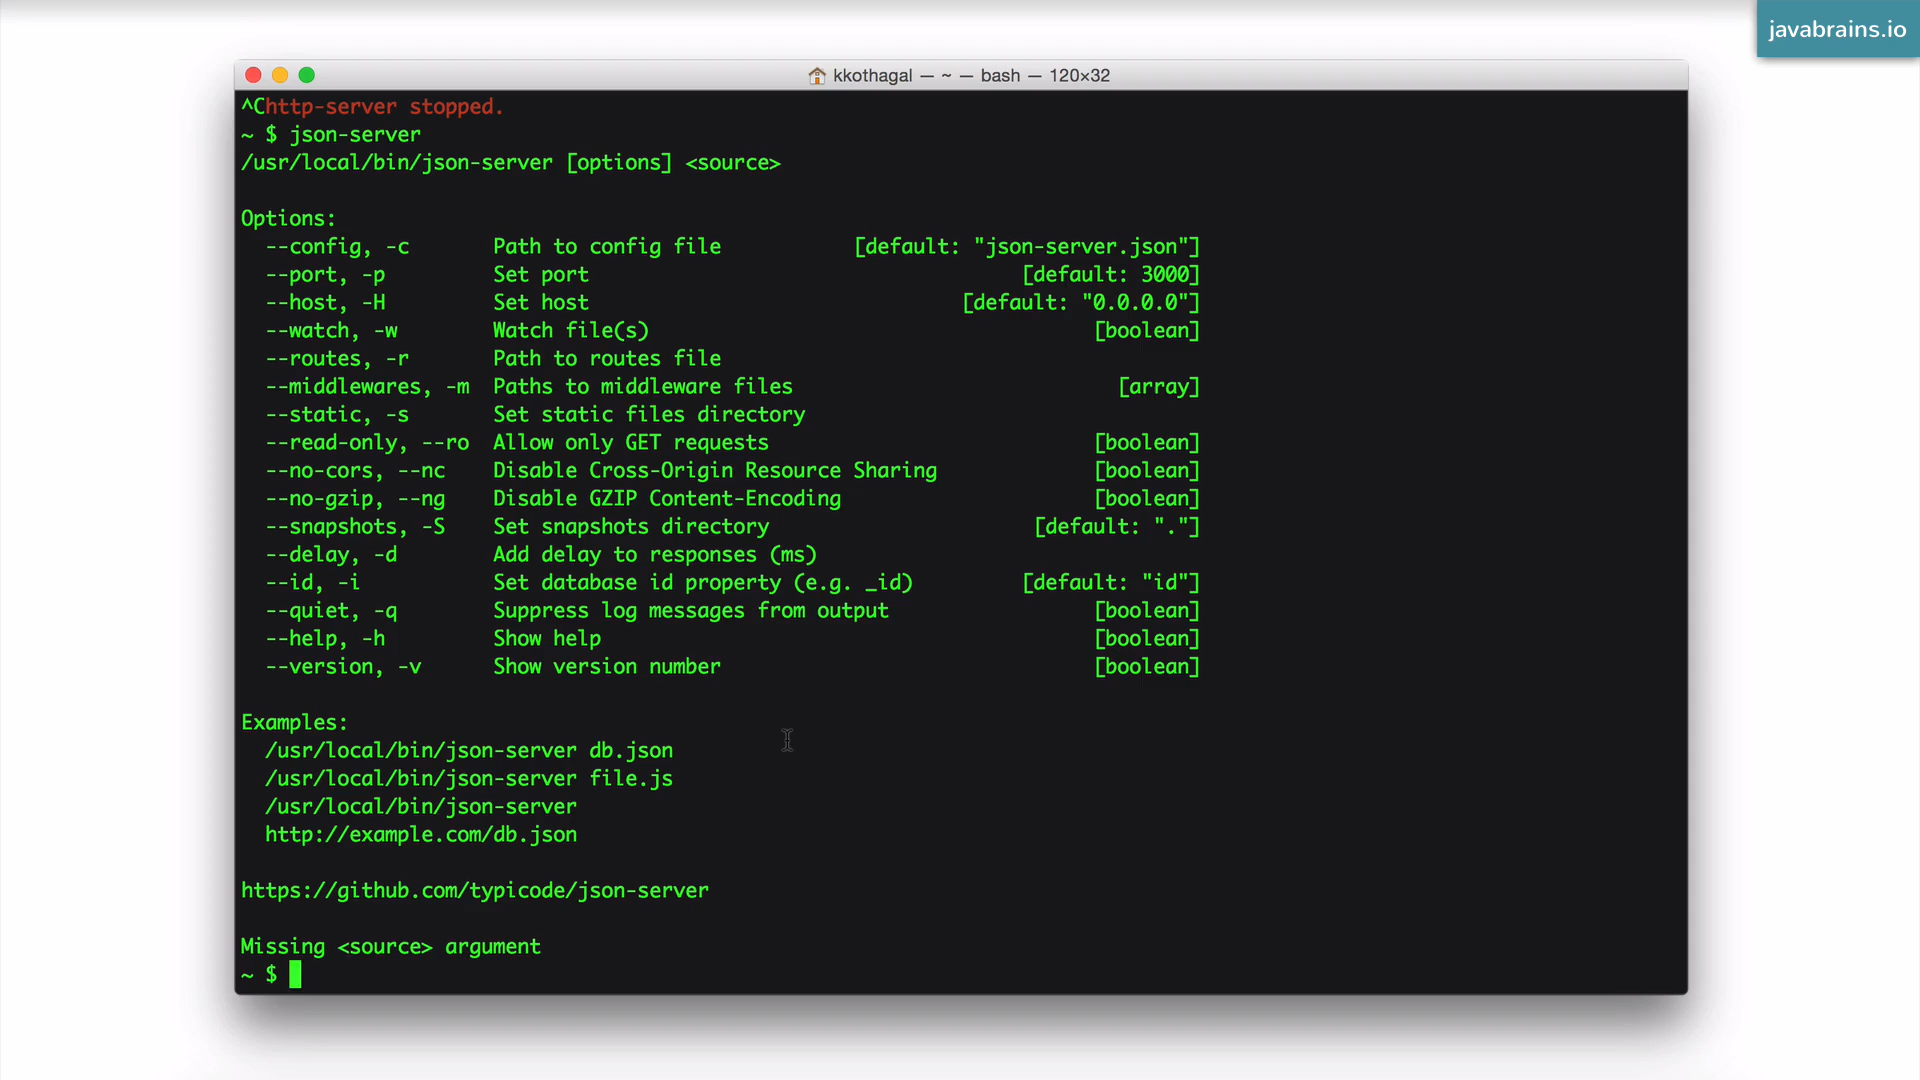 javabrains.io
kkothagal — ~ — bash — 120×32
^Chttp-server stopped.
~ $ json-server
/usr/local/bin/json-server [options] <source>
Options:
--config, -c Path to config file [default: "json-server.json"]
--port, -p Set port [default: 3000]
--host, -H Set host [default: "0.0.0.0"]
--watch, -w Watch file(s) [boolean]
--routes, -r Path to routes file
--middlewares, -m Paths to middleware files [array]
--static, -s Set static files directory
--read-only, --ro Allow only GET requests [boolean]
--no-cors, --nc Disable Cross-Origin Resource Sharing [boolean]
--no-gzip, --ng Disable GZIP Content-Encoding [boolean]
--snapshots, -S Set snapshots directory [default: "."]
--delay, -d Add delay to responses (ms)
--id, -i Set database id property (e.g. _id) [default: "id"]
--quiet, -q Suppress log messages from output [boolean]
--help, -h Show help [boolean]
--version, -v Show version number [boolean]
Examples:
/usr/local/bin/json-server db.json
/usr/local/bin/json-server file.js
/usr/local/bin/json-server
http://example.com/db.json
https://github.com/typicode/json-server
Missing <source> argument
~ $